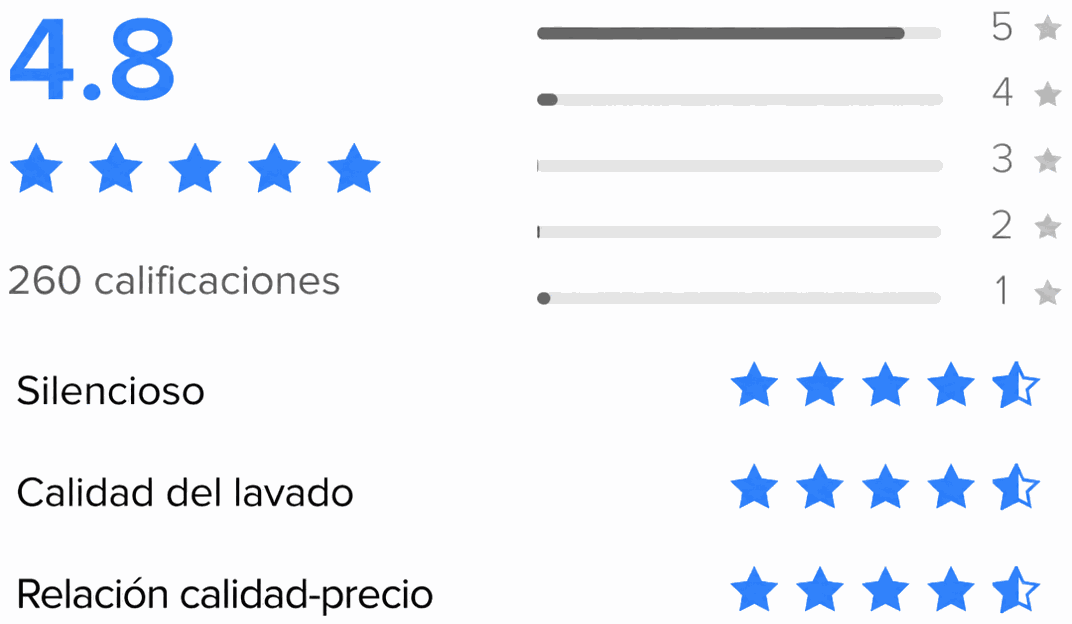 4.8
5
4
3
2
1
260 calificaciones
Silencioso
Calidad del lavado
Relación calidad-precio